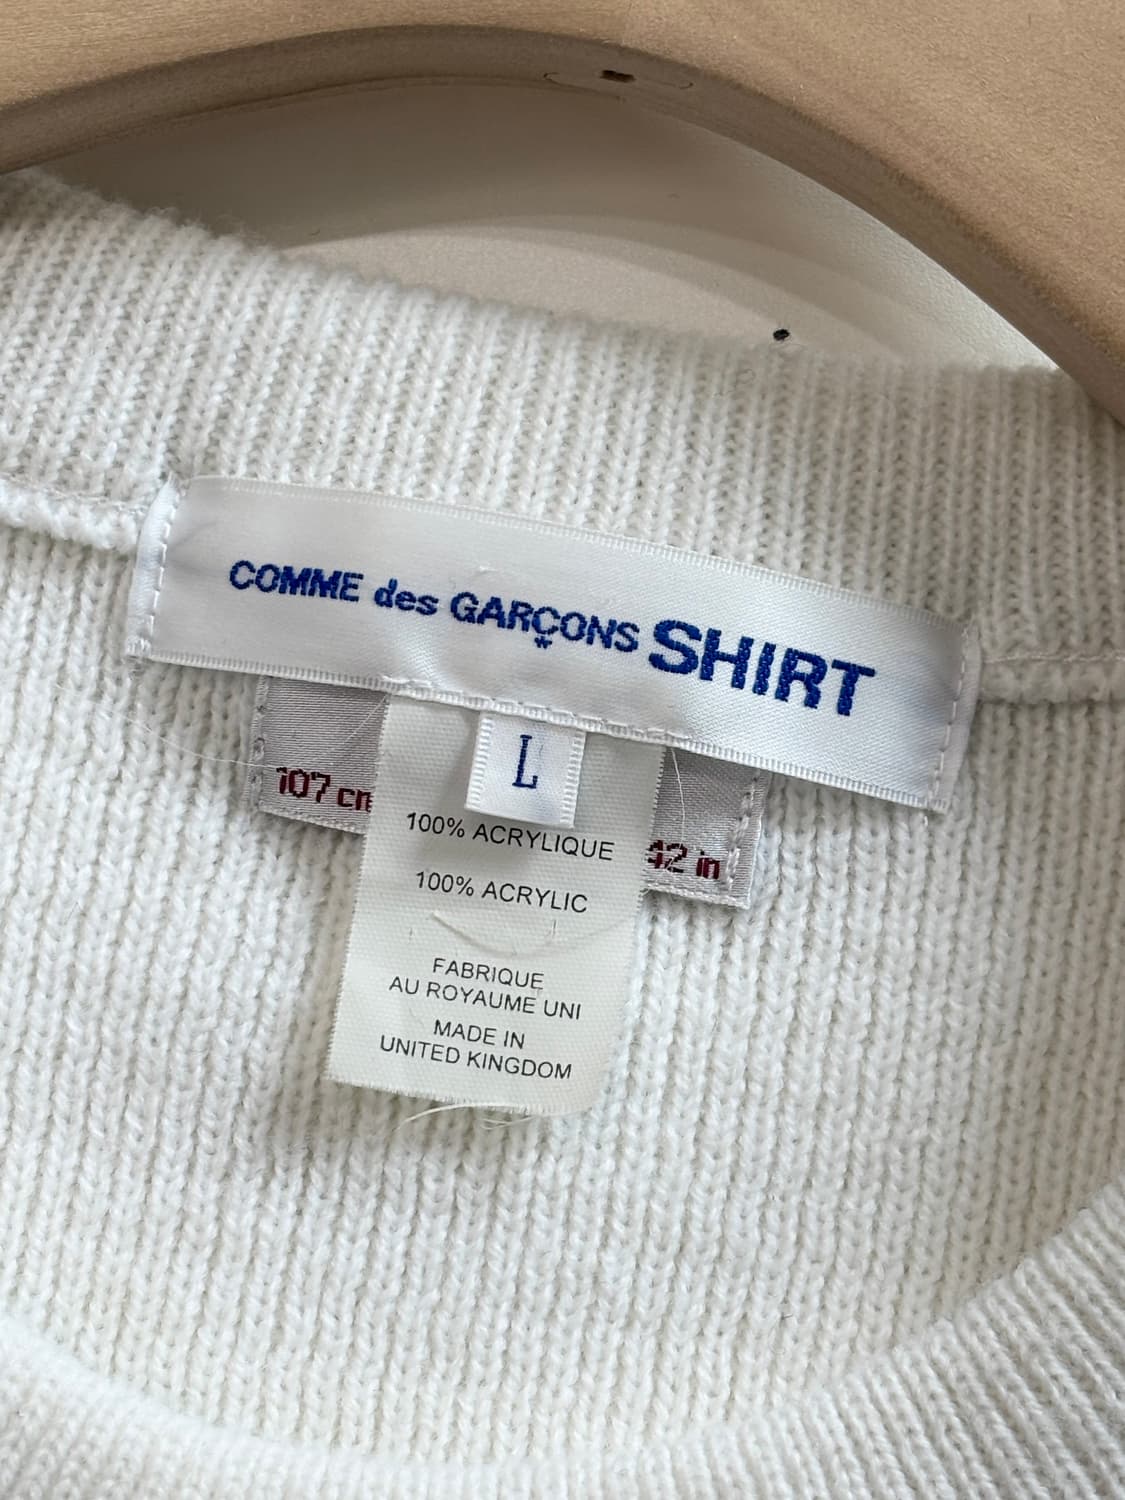 COMME des GARÇONS SHIRT
L
107 cm
42 in
100% ACRYLIQUE
100% ACRYLIC
FABRIQUE
AU ROYAUME UNI
MADE IN
UNITED KINGDOM